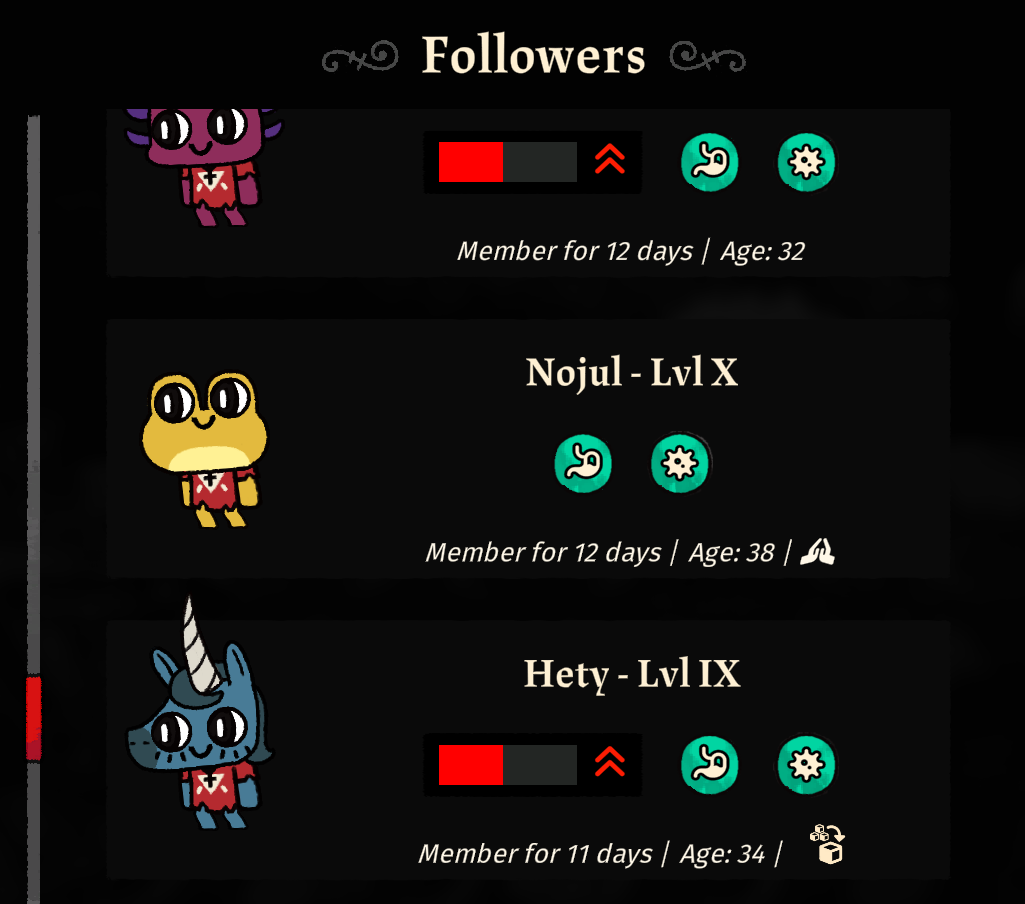 Followers
Member for 12 days | Age: 32
Nojul - Lvl X
Member for 12 days | Age: 38 |
Hety - Lvl IX
Member for 11 days | Age: 34 |